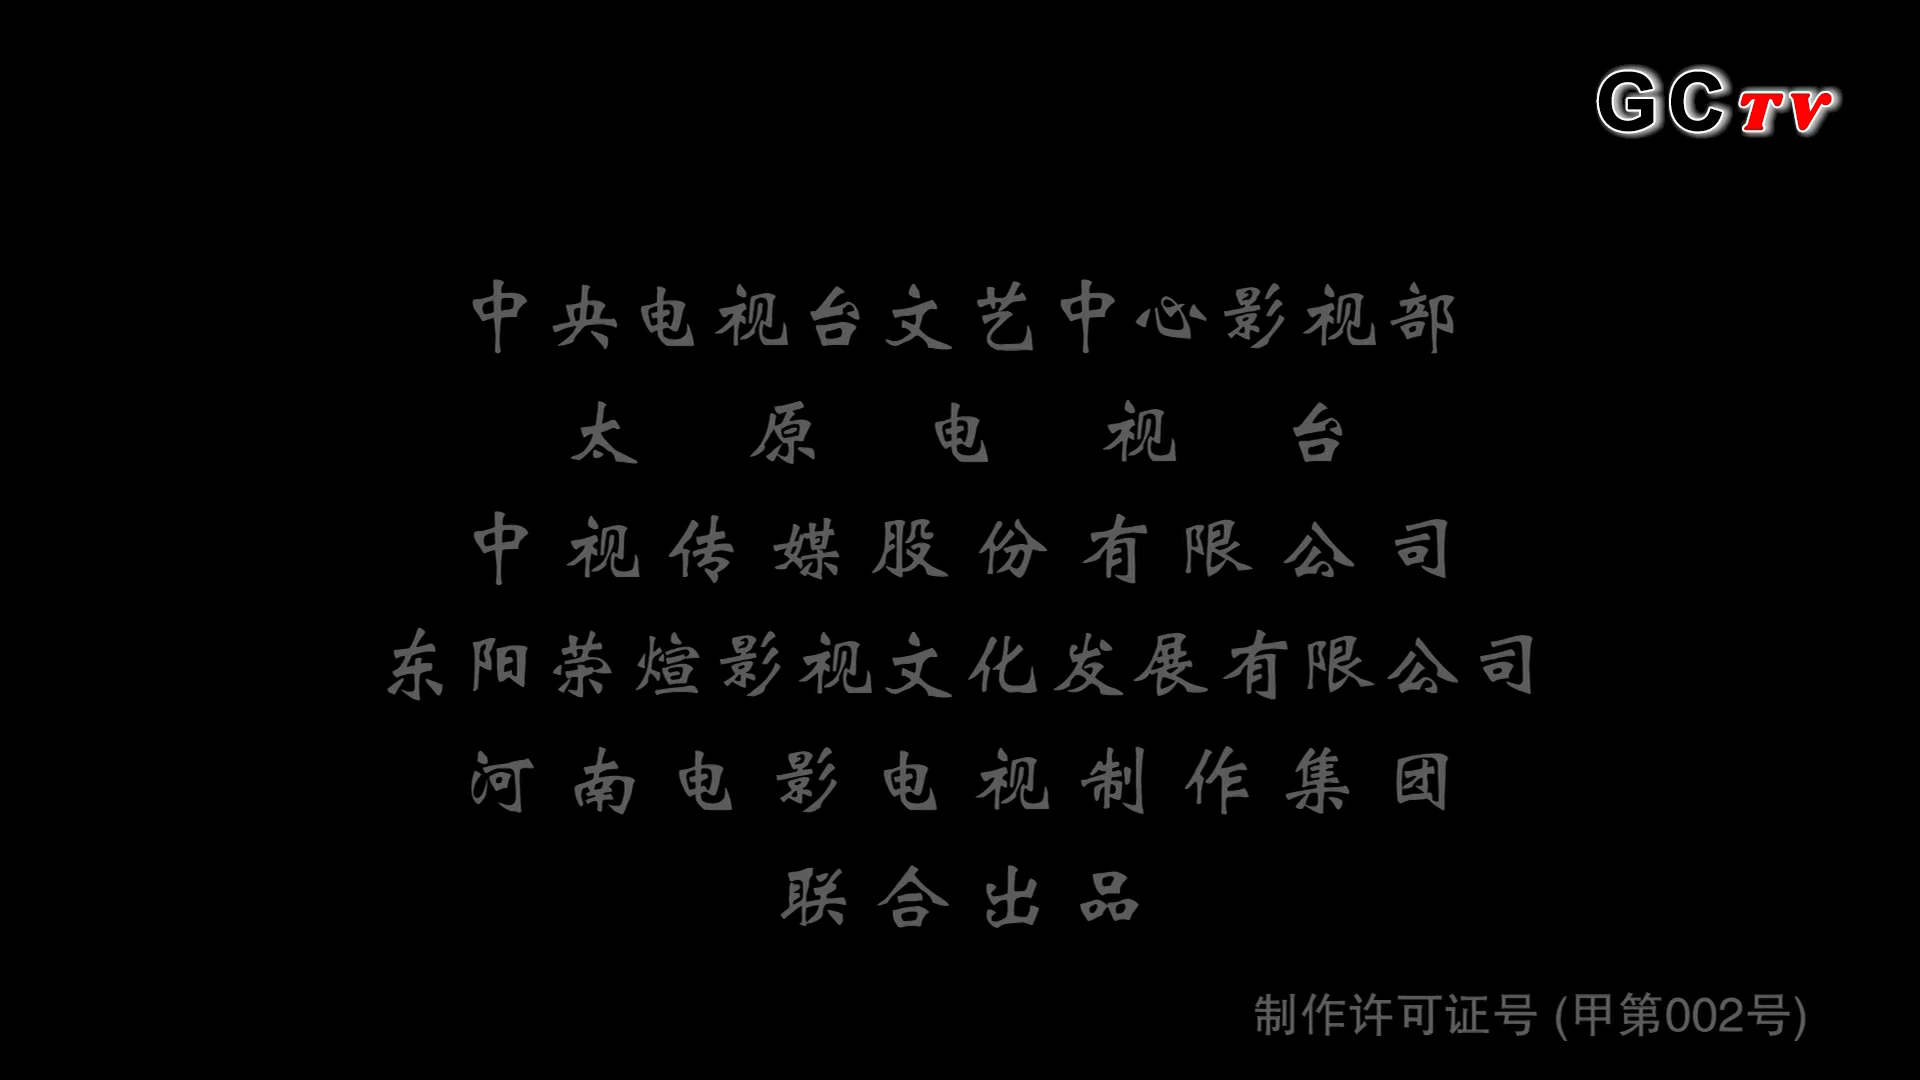 GCTV
中央电视台文艺中心影视部
太原电视台
中视传媒股份有限公司
东阳荣煊影视文化发展有限公司
河南电影电视制作集团
联合出品
制作许可证号 (甲第002号)